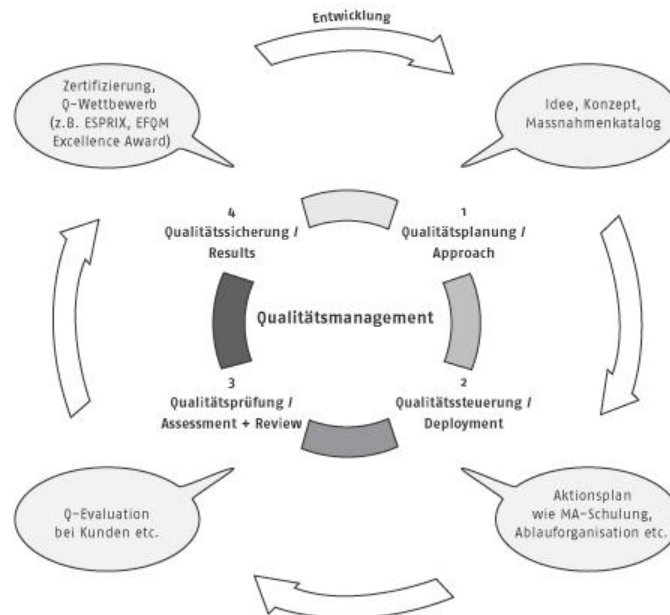 Entwicklung
Zertifizierung,
Q-Wettbewerb
(z.B. ESPRIX, EFQM
Excellence Award)
Idee, Konzept,
Massnahmenkatalog
4
Qualitätssicherung /
Results
1
Qualitätsplanung /
Approach
Qualitätsmanagement
3
Qualitätsprüfung /
Assessment + Review
2
Qualitätssteuerung /
Deployment
Q-Evaluation
bei Kunden etc.
Aktionsplan
wie MA-Schulung,
Ablauforganisation etc.